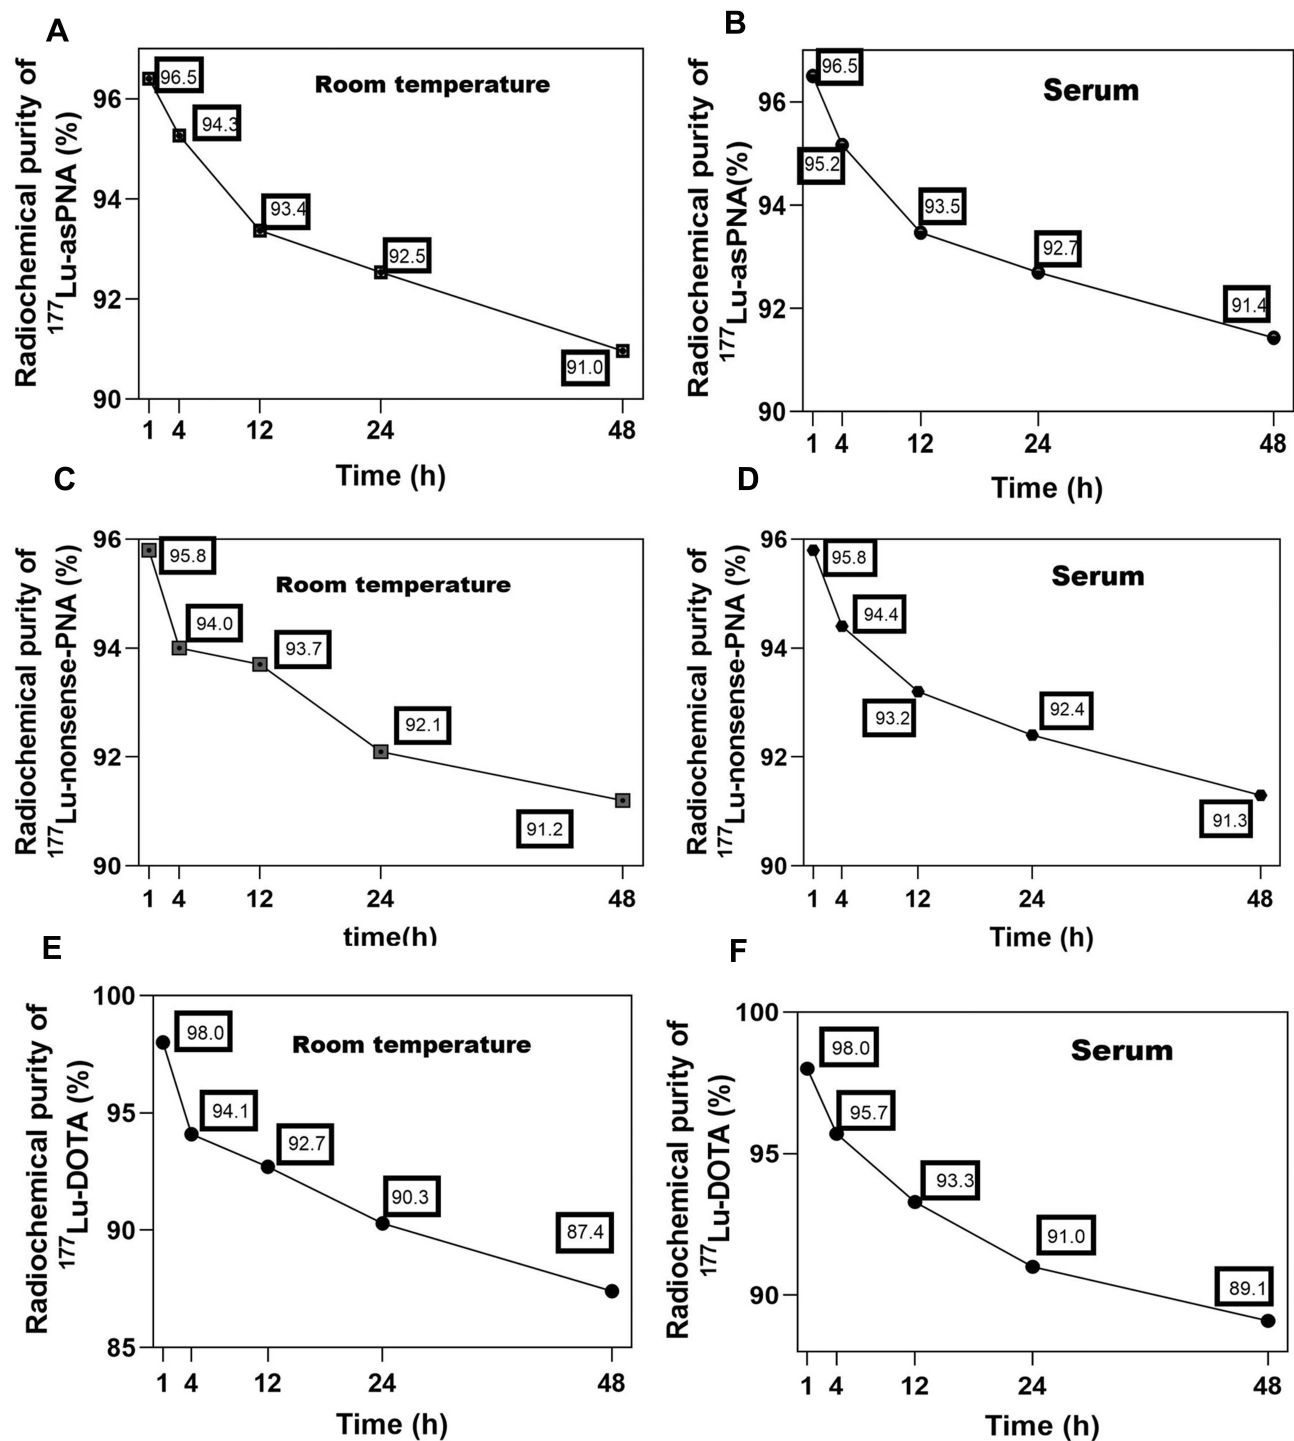 A
Radiochemical purity of
177Lu-asPNA (%)
Room temperature
96.5
94.3
93.4
92.5
91.0
96
94
92
90
1 4 12 24 48
Time (h)
B
Radiochemical purity of
177Lu-asPNA(%)
Serum
96.5
95.2
93.5
92.7
91.4
96
94
92
90
1 4 12 24 48
Time (h)
C
Radiochemical purity of
177Lu-nonsense-PNA (%)
Room temperature
95.8
94.0
93.7
92.1
91.2
96
94
92
90
1 4 12 24 48
time(h)
D
Radiochemical purity of
177Lu-nonsense-PNA (%)
Serum
95.8
94.4
93.2
92.4
91.3
96
94
92
90
1 4 12 24 48
Time (h)
E
Radiochemical purity of
177Lu-DOTA (%)
Room temperature
98.0
94.1
92.7
90.3
87.4
100
95
90
85
1 4 12 24 48
Time (h)
F
Radiochemical purity of
177Lu-DOTA (%)
Serum
98.0
95.7
93.3
91.0
89.1
100
95
90
1 4 12 24 48
Time (h)